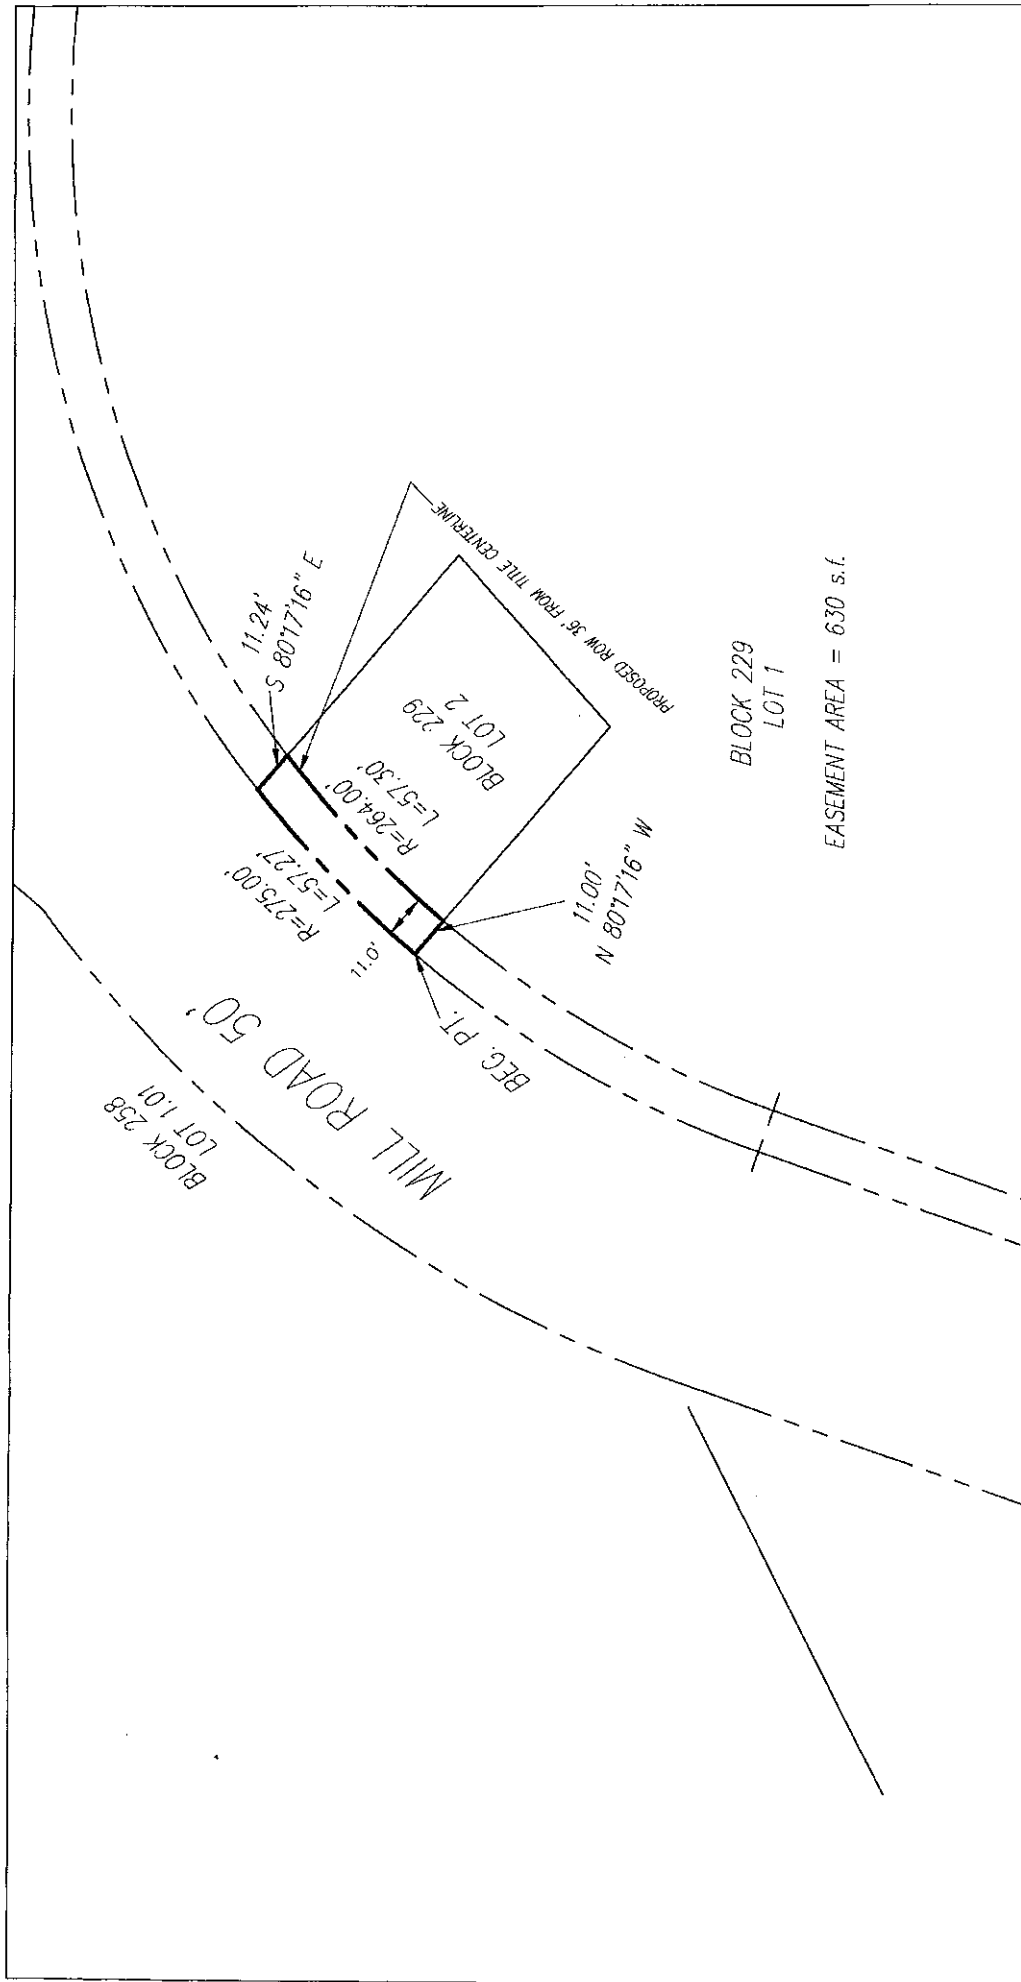 BLOCK 258
LOT 1.01
MILL ROAD 50'
R=275.00'
L=57.27'
11.0'
BEG. PT.
11.24'
S 80°17'16" E
R=264.00'
L=57.30'
BLOCK 229
LOT 2
11.00'
N 80°17'16" W
PROPOSED ROW 36' FROM TITLE CENTERLINE
BLOCK 229
LOT 1
EASEMENT AREA = 630 s.f.